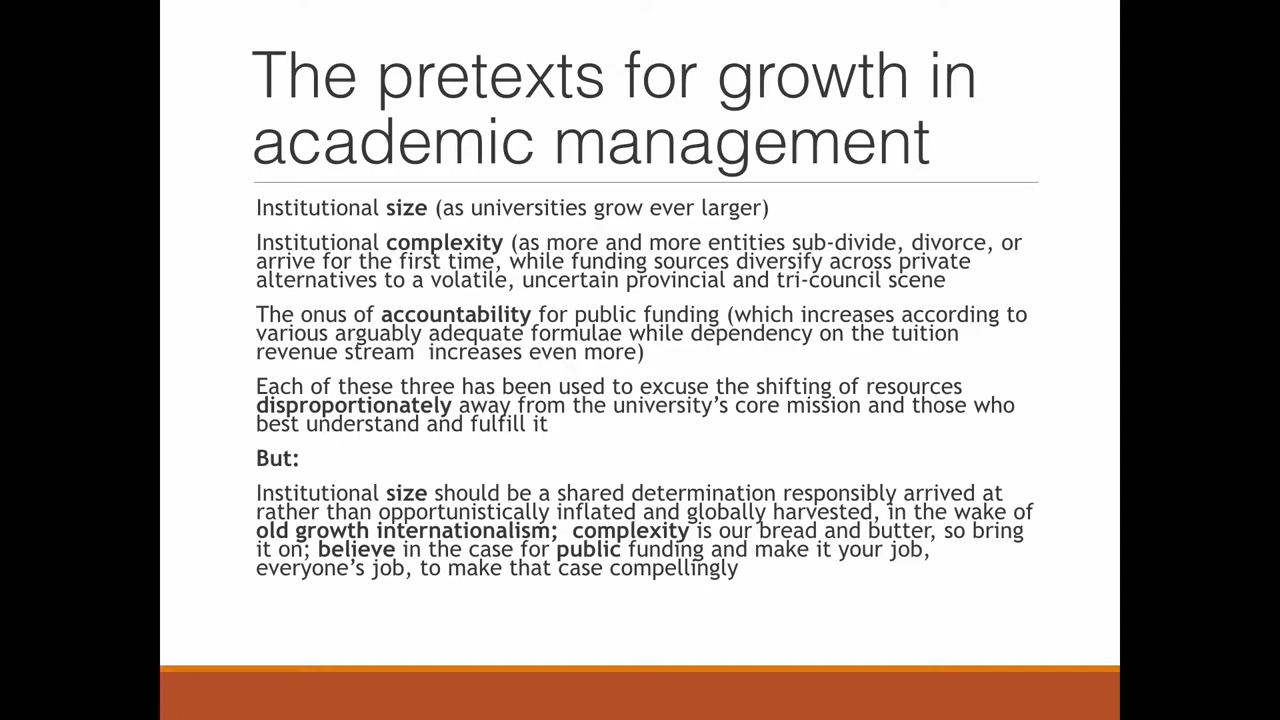 The pretexts for growth in
academic management
Institutional size (as universities grow ever larger)
Institutional complexity (as more and more entities sub-divide, divorce, or
arrive for the first time, while funding sources diversify across private
alternatives to a volatile, uncertain provincial and tri-council scene
The onus of accountability for public funding (which increases according to
various arguably adequate formulae while dependency on the tuition
revenue stream  increases even more)
Each of these three has been used to excuse the shifting of resources
disproportionately away from the university’s core mission and those who
best understand and fulfill it
But:
Institutional size should be a shared determination responsibly arrived at
rather than opportunistically inflated and globally harvested, in the wake of
old growth internationalism;  complexity is our bread and butter, so bring
it on; believe in the case for public funding and make it your job,
everyone’s job, to make that case compellingly